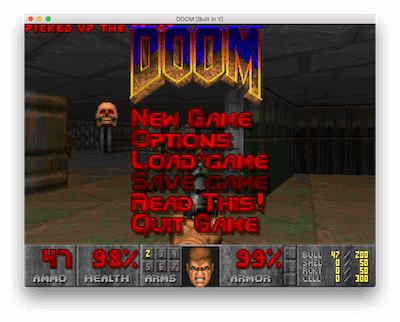 DOOM [Built in V]
PICKED UP THE
DOOM
New Game
Options
Load game
Save game
Read This!
Quit Game
47 98% 2 3 4 99% BULL 47 / 200
5 6 7 SHEL 0 / 50
RCKT 0 / 50
AMMO HEALTH ARMS ARMOR CELL 0 / 300